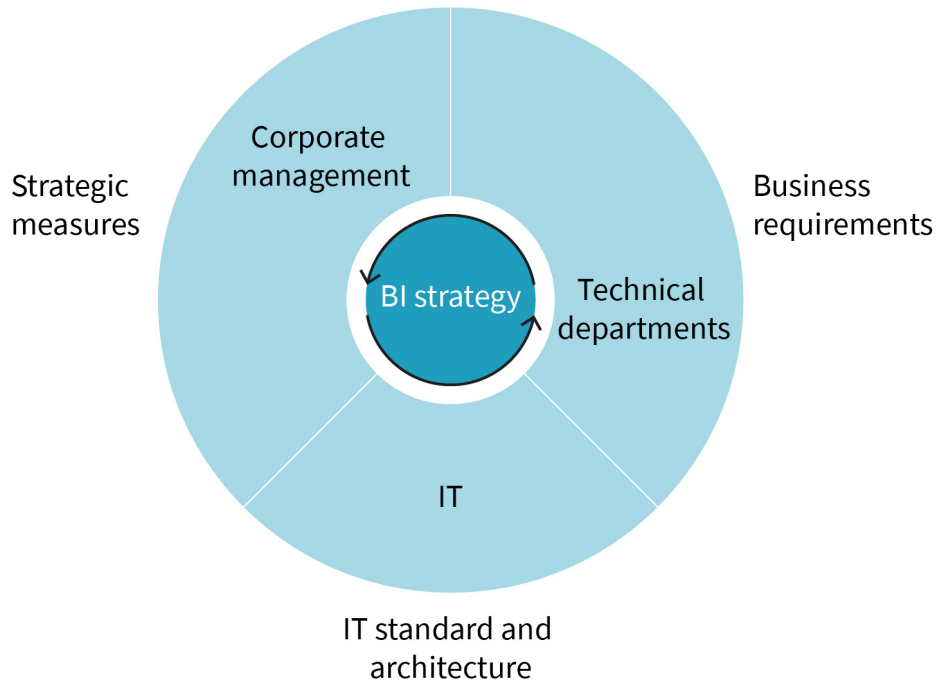 Corporate
management
Strategic
measures
Business
requirements
BI strategy
Technical
departments
IT
IT standard and
architecture